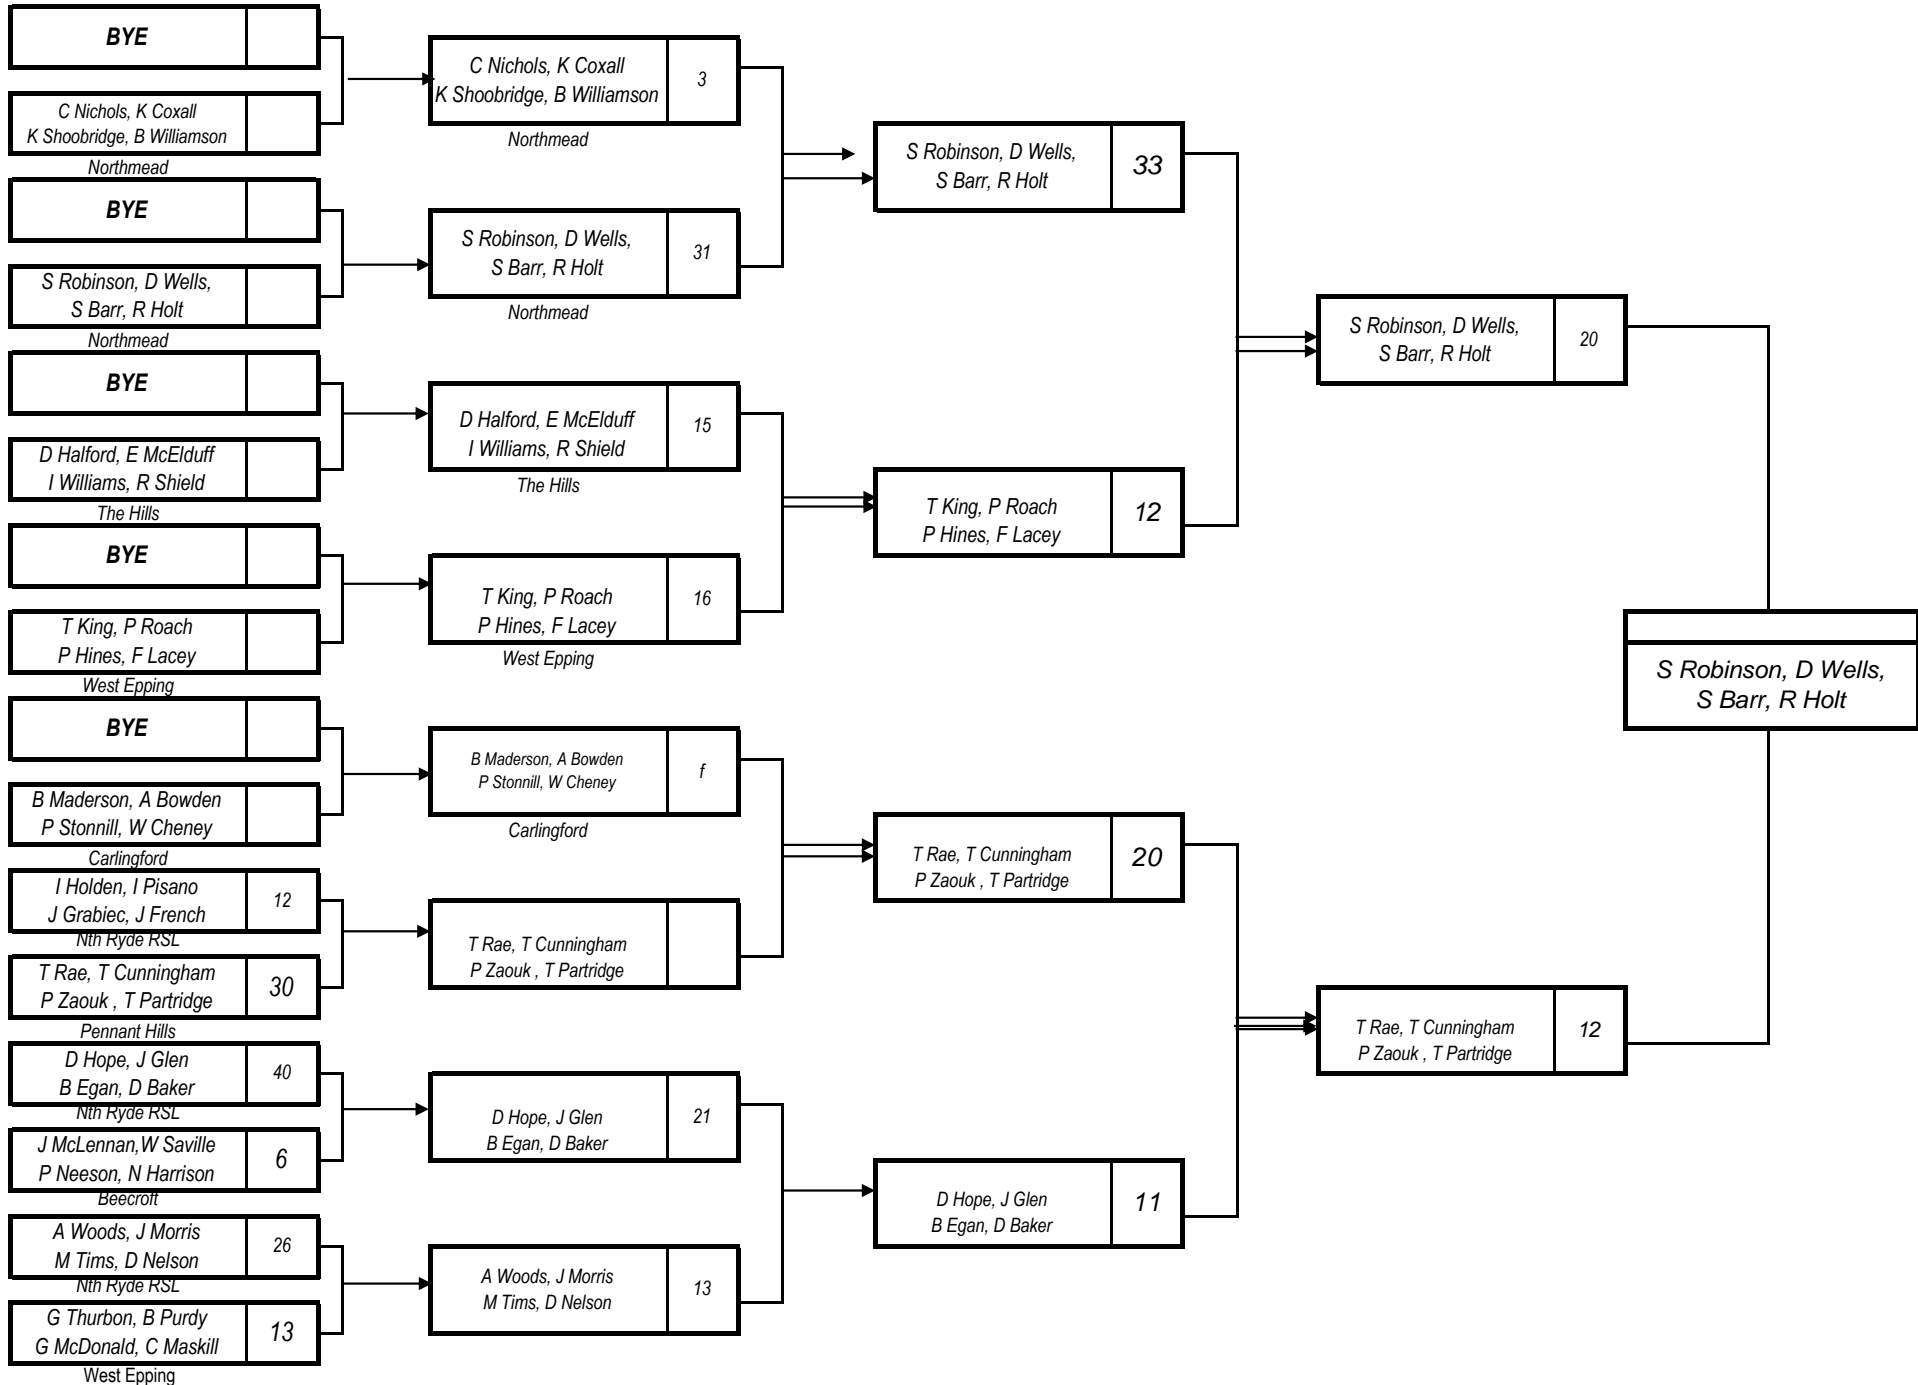 BYE
C Nichols, K Coxall
K Shoobridge, B Williamson
Northmead
BYE
S Robinson, D Wells,
S Barr, R Holt
Northmead
BYE
D Halford, E McElduff
I Williams, R Shield
The Hills
BYE
T King, P Roach
P Hines, F Lacey
West Epping
BYE
B Maderson, A Bowden
P Stonnill, W Cheney
Carlingford
I Holden, I Pisano
J Grabiec, J French
12
Nth Ryde RSL
T Rae, T Cunningham
P Zaouk , T Partridge
30
Pennant Hills
D Hope, J Glen
B Egan, D Baker
40
Nth Ryde RSL
J McLennan,W Saville
P Neeson, N Harrison
6
Beecroft
A Woods, J Morris
M Tims, D Nelson
26
Nth Ryde RSL
G Thurbon, B Purdy
G McDonald, C Maskill
13
West Epping
C Nichols, K Coxall
K Shoobridge, B Williamson
3
Northmead
S Robinson, D Wells,
S Barr, R Holt
31
Northmead
D Halford, E McElduff
I Williams, R Shield
15
The Hills
T King, P Roach
P Hines, F Lacey
16
West Epping
B Maderson, A Bowden
P Stonnill, W Cheney
f
Carlingford
T Rae, T Cunningham
P Zaouk , T Partridge
D Hope, J Glen
B Egan, D Baker
21
A Woods, J Morris
M Tims, D Nelson
13
S Robinson, D Wells,
S Barr, R Holt
33
T King, P Roach
P Hines, F Lacey
12
T Rae, T Cunningham
P Zaouk , T Partridge
20
D Hope, J Glen
B Egan, D Baker
11
S Robinson, D Wells,
S Barr, R Holt
20
T Rae, T Cunningham
P Zaouk , T Partridge
12
S Robinson, D Wells,
S Barr, R Holt